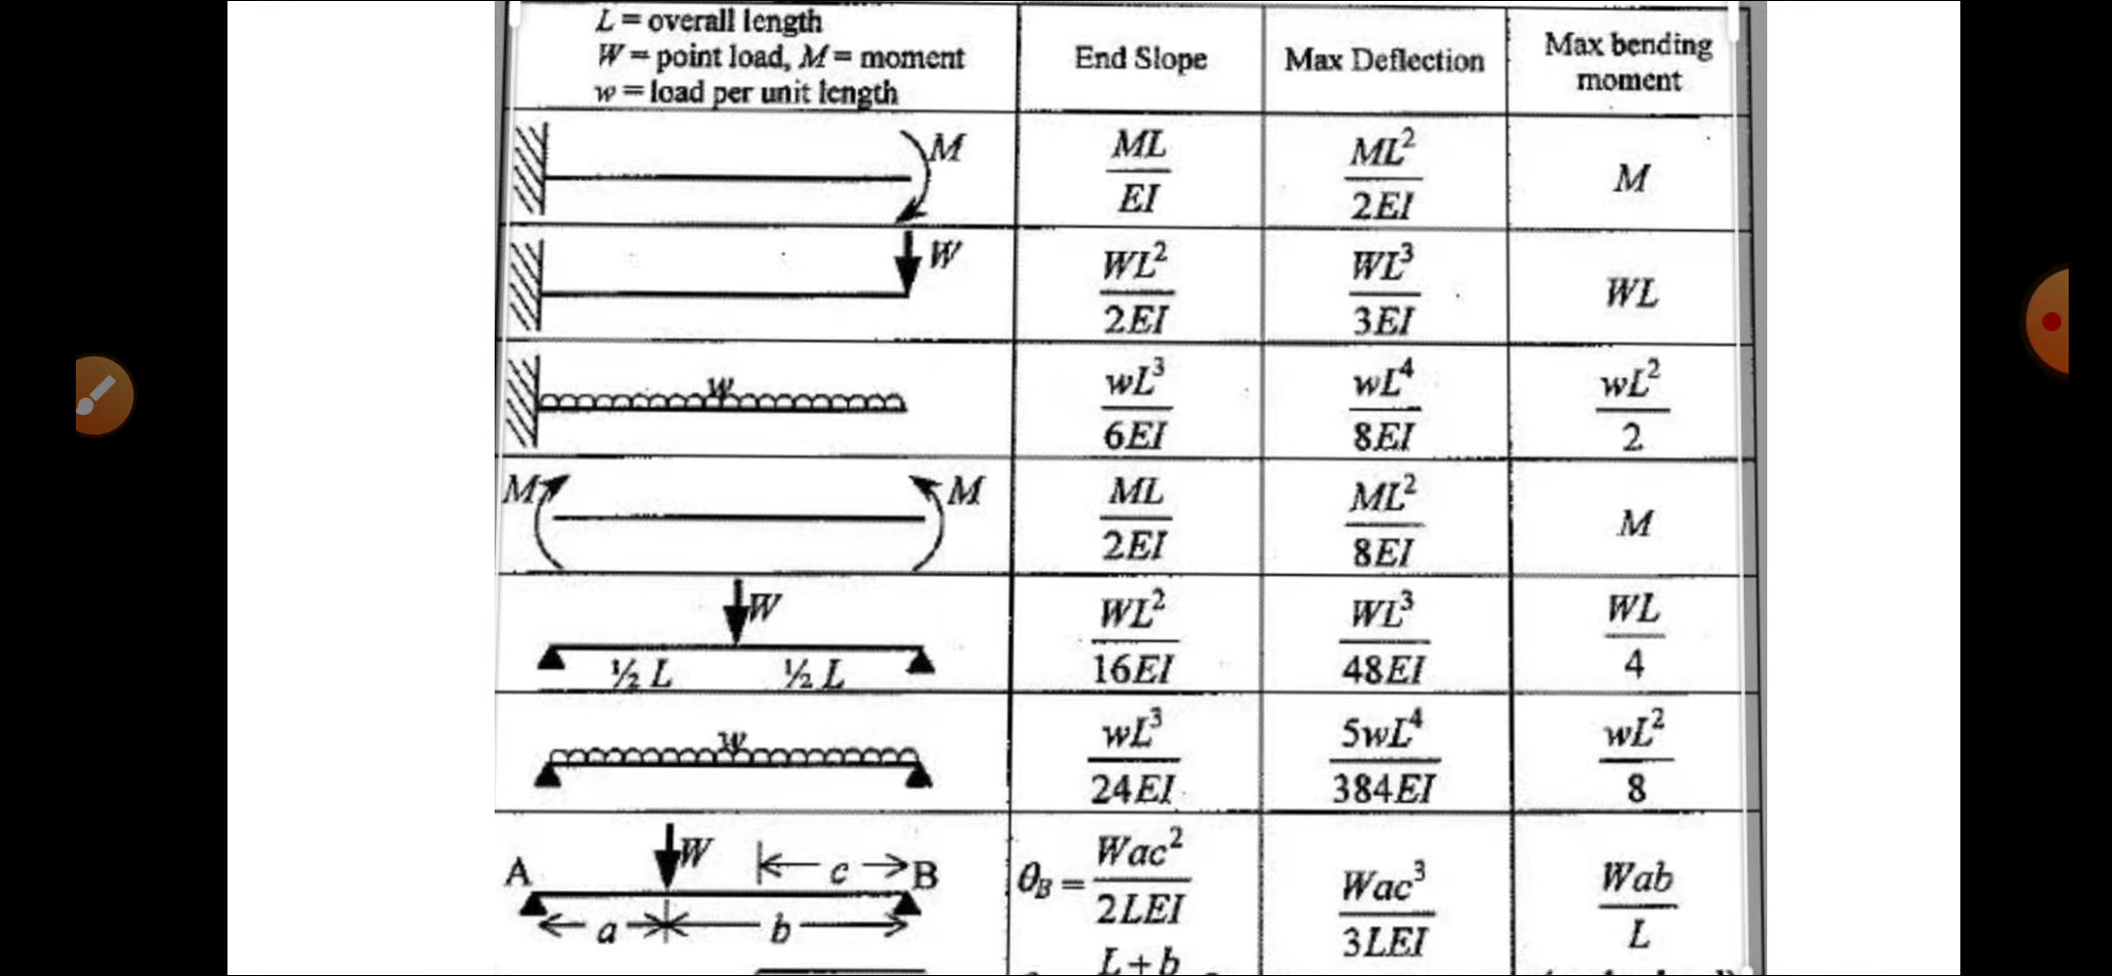 L = overall length
W = point load, M = moment
w = load per unit length
End Slope
Max Deflection
Max bending
moment
M
ML
EI
ML²
2EI
M
W
WL²
2EI
WL³
3EI
WL
w
wL³
6EI
wL⁴
8EI
wL²
2
M
M
ML
2EI
ML²
8EI
M
W
½ L
½ L
WL²
16EI
WL³
48EI
WL
4
w
wL³
24EI
5wL⁴
384EI
wL²
8
A
W
c
B
a
b
θB = Wac²
2LEI
L + b
Wac³
3LEI
Wab
L